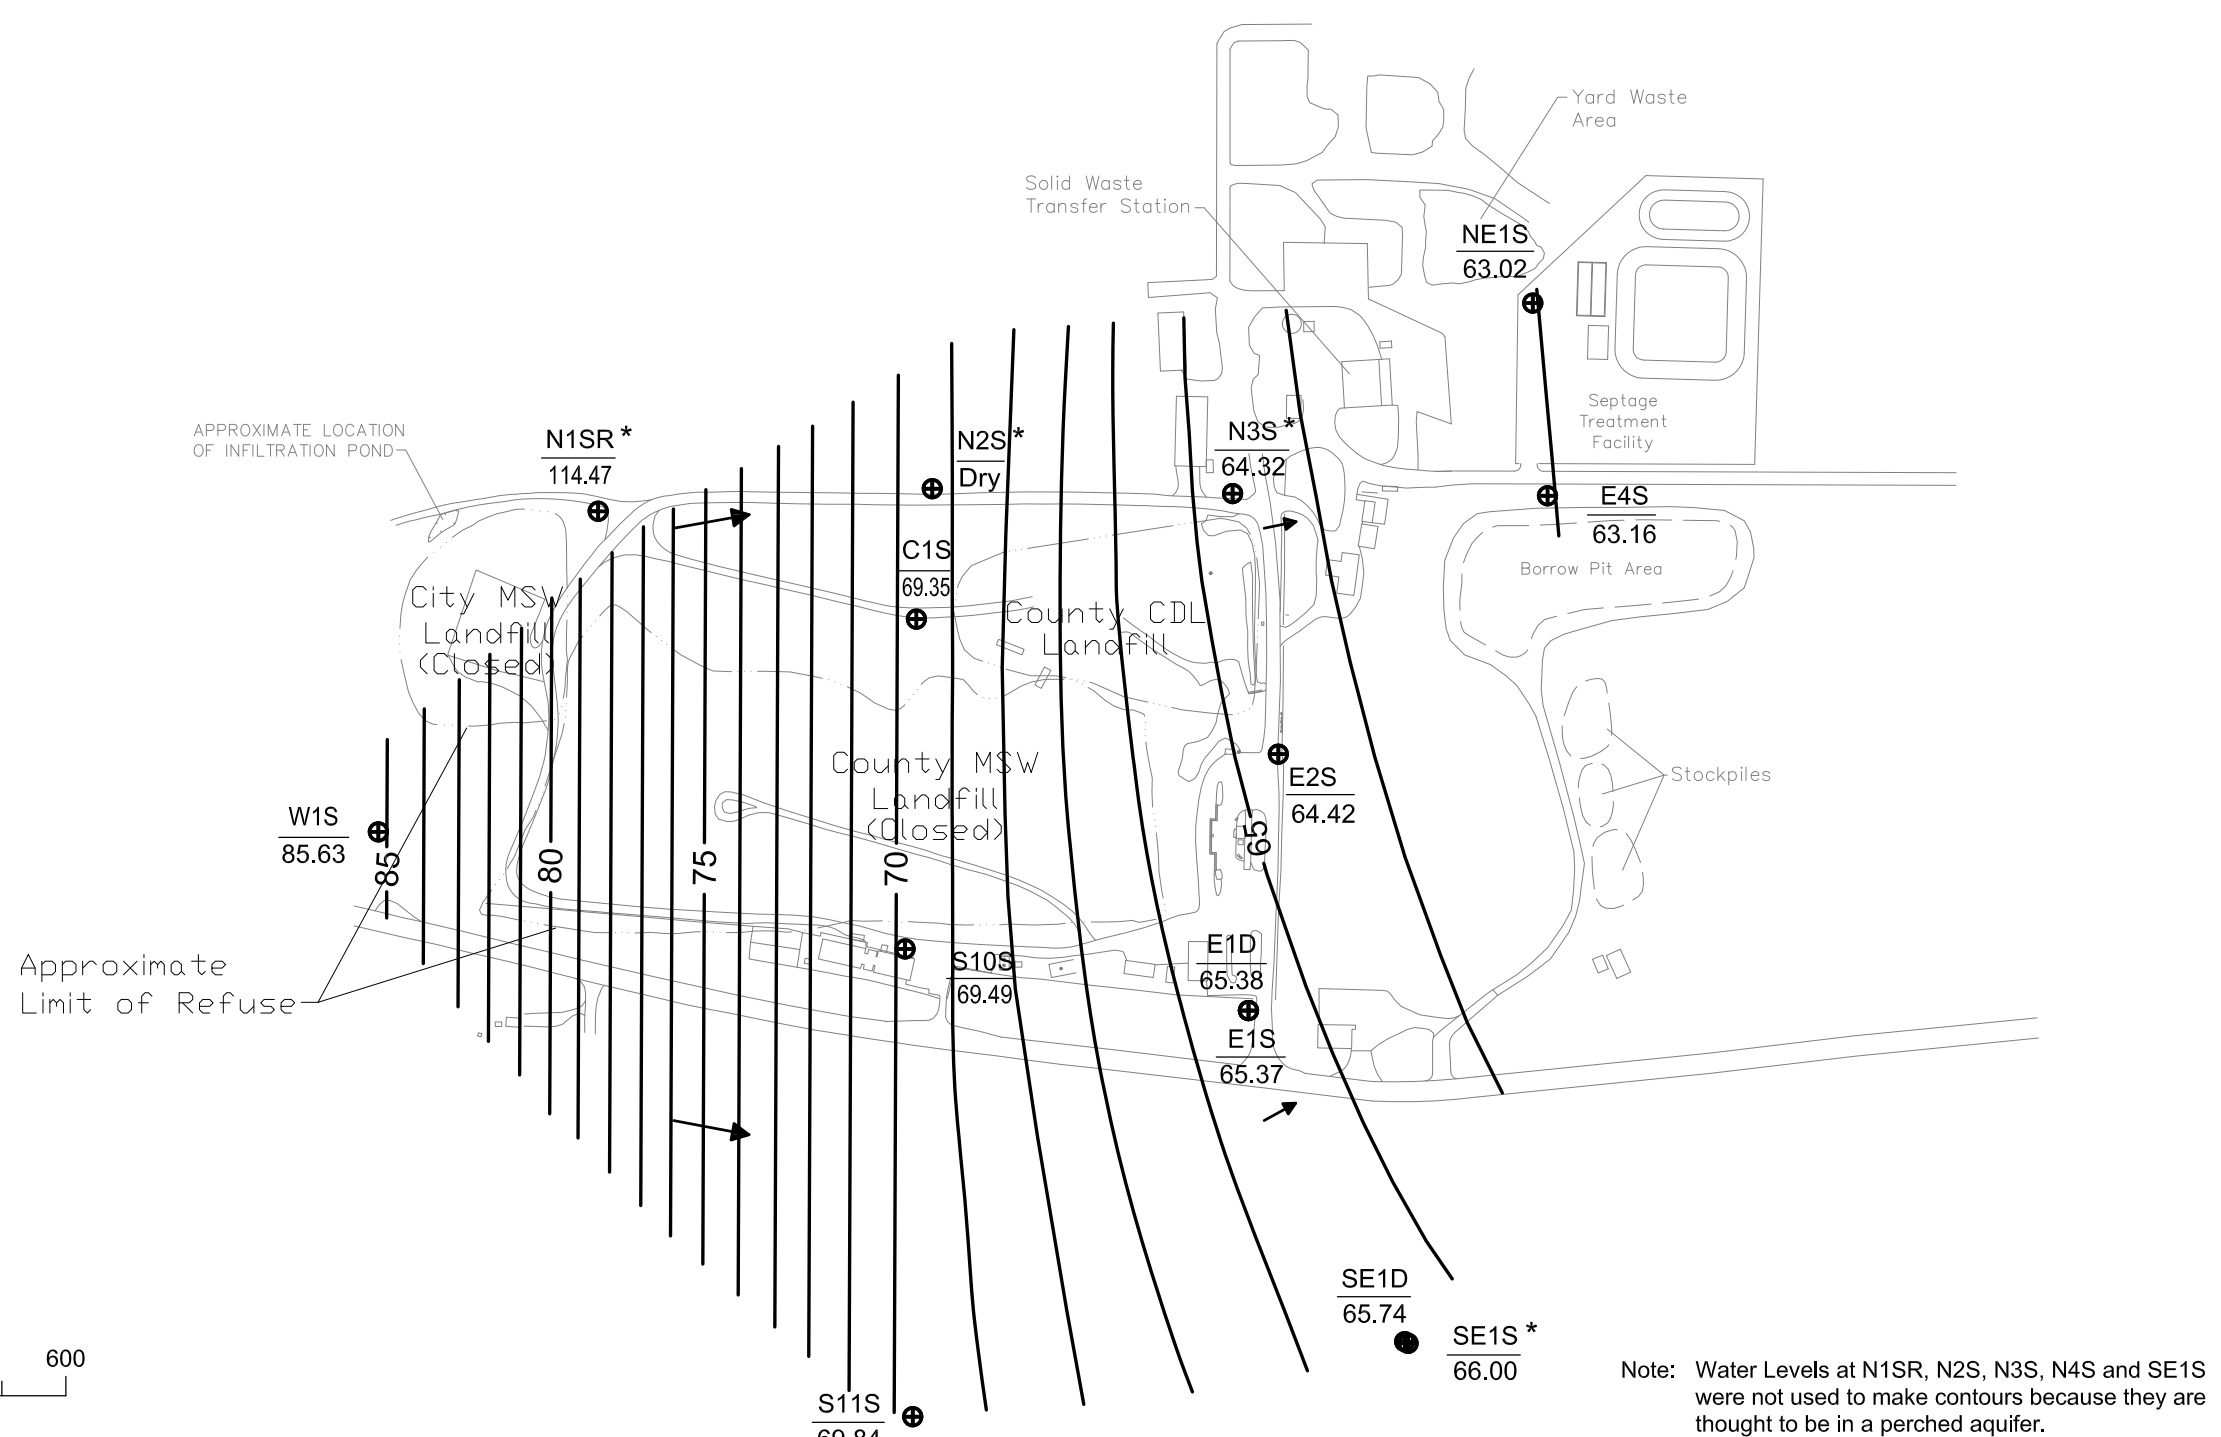 Yard Waste
Area
Solid Waste
Transfer Station
NE1S
63.02
Septage
Treatment
Facility
APPROXIMATE LOCATION
OF INFILTRATION POND
N1SR *
114.47
N2S *
Dry
N3S *
64.32
E4S
63.16
Borrow Pit Area
C1S
69.35
City MSW
Landfill
(Closed)
County CDL
Landfill
County MSW
Landfill
(Closed)
E2S
64.42
Stockpiles
W1S
85.63
85
80
75
70
65
Approximate
Limit of Refuse
S10S
69.49
E1D
65.38
E1S
65.37
SE1D
65.74
SE1S *
66.00
600
S11S
69.84
Note: Water Levels at N1SR, N2S, N3S, N4S and SE1S
were not used to make contours because they are
thought to be in a perched aquifer.